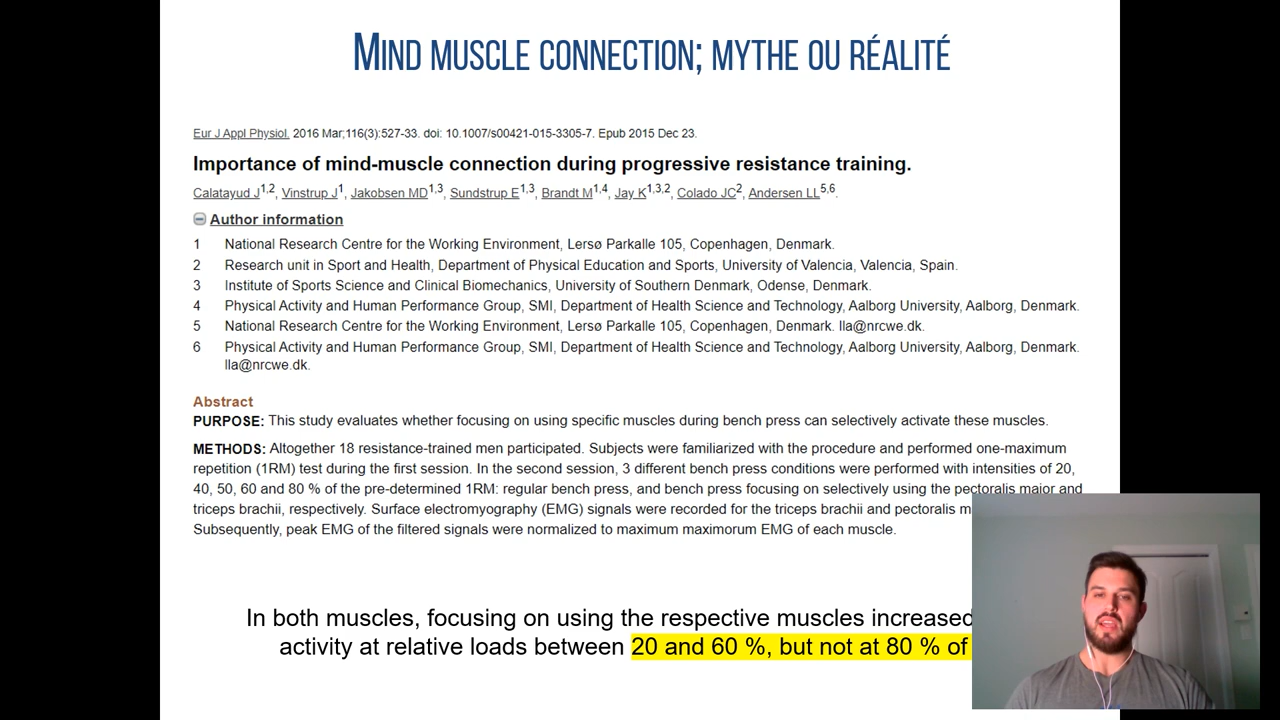 MIND MUSCLE CONNECTION; MYTHE OU RÉALITÉ
Eur J Appl Physiol. 2016 Mar;116(3):527-33. doi: 10.1007/s00421-015-3305-7. Epub 2015 Dec 23.
Importance of mind-muscle connection during progressive resistance training.
Calatayud J1,2, Vinstrup J1, Jakobsen MD1,3, Sundstrup E1,3, Brandt M1,4, Jay K1,3,2, Colado JC2, Andersen LL5,6.
Author information
1 National Research Centre for the Working Environment, Lersø Parkalle 105, Copenhagen, Denmark.
2 Research unit in Sport and Health, Department of Physical Education and Sports, University of Valencia, Valencia, Spain.
3 Institute of Sports Science and Clinical Biomechanics, University of Southern Denmark, Odense, Denmark.
4 Physical Activity and Human Performance Group, SMI, Department of Health Science and Technology, Aalborg University, Aalborg, Denmark.
5 National Research Centre for the Working Environment, Lersø Parkalle 105, Copenhagen, Denmark. lla@nrcwe.dk.
6 Physical Activity and Human Performance Group, SMI, Department of Health Science and Technology, Aalborg University, Aalborg, Denmark.
lla@nrcwe.dk.
Abstract
PURPOSE: This study evaluates whether focusing on using specific muscles during bench press can selectively activate these muscles.
METHODS: Altogether 18 resistance-trained men participated. Subjects were familiarized with the procedure and performed one-maximum
repetition (1RM) test during the first session. In the second session, 3 different bench press conditions were performed with intensities of 20,
40, 50, 60 and 80 % of the pre-determined 1RM: regular bench press, and bench press focusing on selectively using the pectoralis major and
triceps brachii, respectively. Surface electromyography (EMG) signals were recorded for the triceps brachii and pectoralis
Subsequently, peak EMG of the filtered signals were normalized to maximum maximorum EMG of each muscle.
In both muscles, focusing on using the respective muscles increased
activity at relative loads between 20 and 60 %, but not at 80 % of